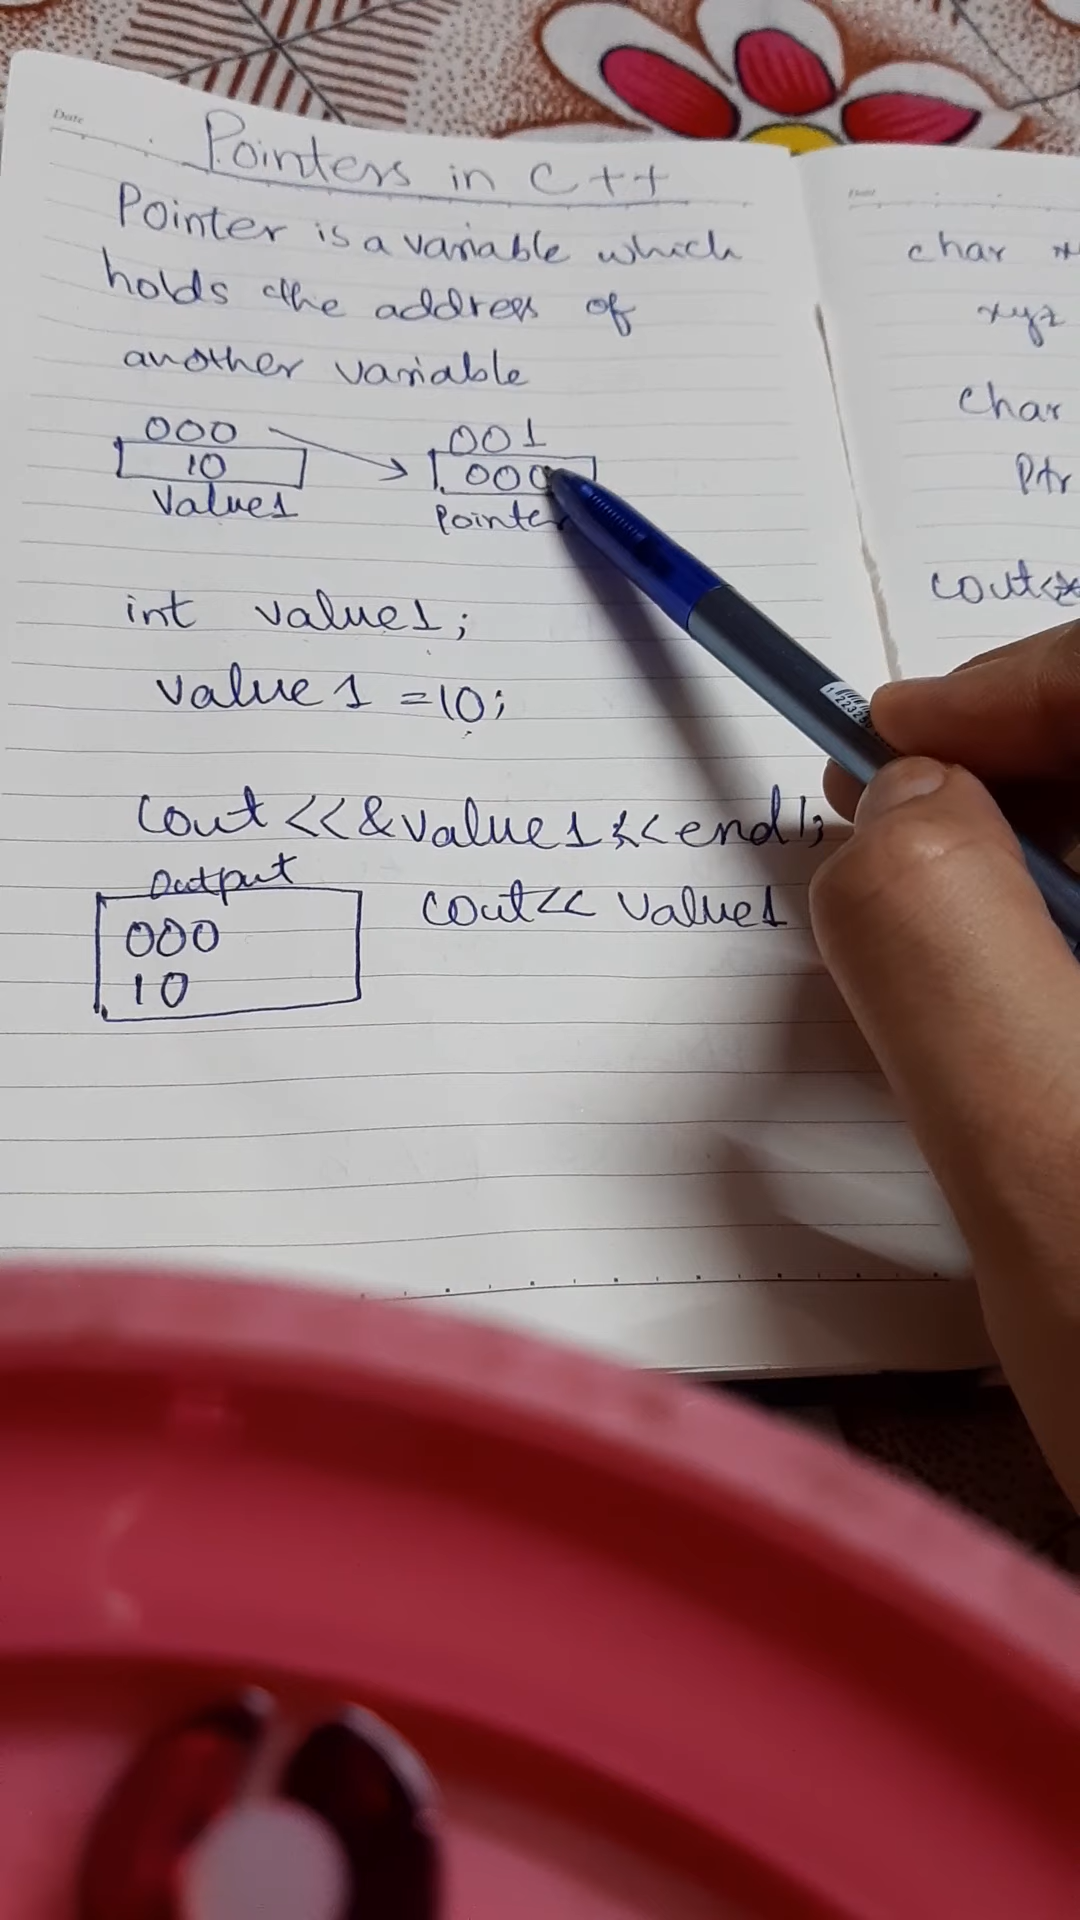 Date
Pointers in C++
Pointer is a variable which
holds the address of
another variable
000 001
10 000
Value1 Pointer
int value1;
value1 =10;
cout<<&value1<<endl;
Output
000
10
cout<< value1
Date
char *
xyz
char
Ptr
cout<<*